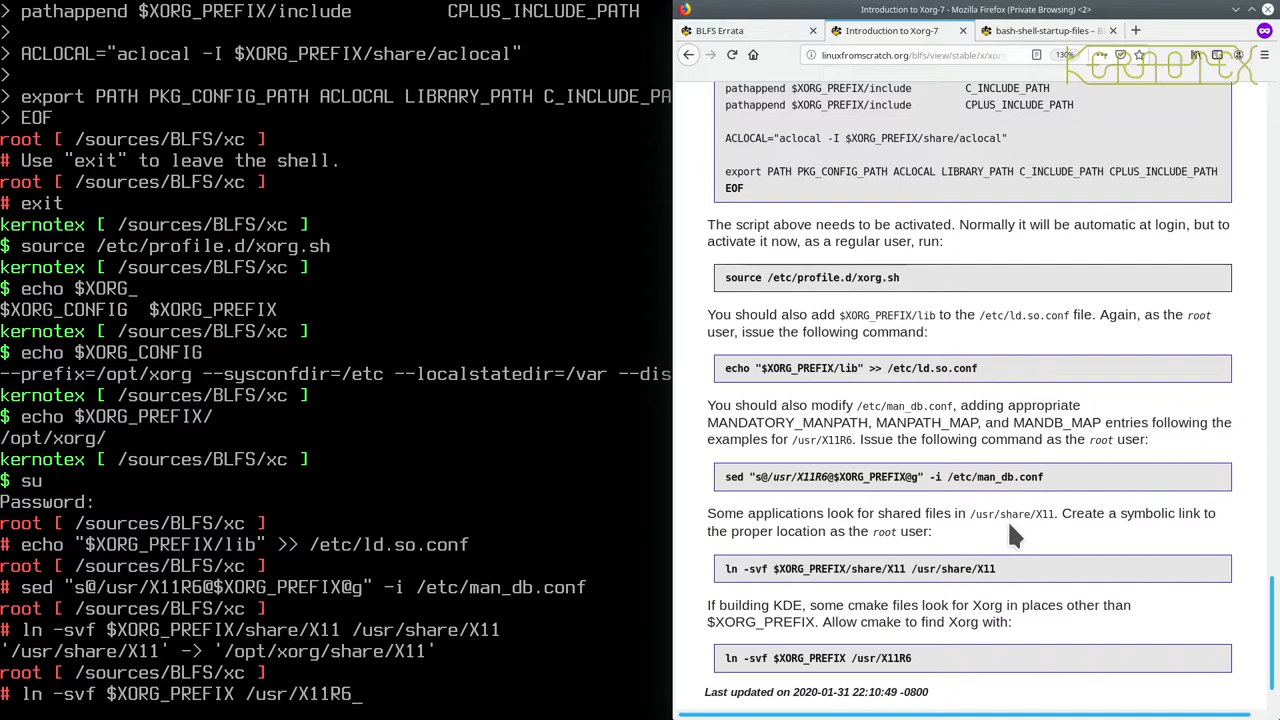 > pathappend $XORG_PREFIX/include         CPLUS_INCLUDE_PATH
>
> ACLOCAL="aclocal -I $XORG_PREFIX/share/aclocal"
>
> export PATH PKG_CONFIG_PATH ACLOCAL LIBRARY_PATH C_INCLUDE_PA
> EOF
root [ /sources/BLFS/xc ]
# Use "exit" to leave the shell.
root [ /sources/BLFS/xc ]
# exit
kernotex [ /sources/BLFS/xc ]
$ source /etc/profile.d/xorg.sh
kernotex [ /sources/BLFS/xc ]
$ echo $XORG_
$XORG_CONFIG  $XORG_PREFIX
kernotex [ /sources/BLFS/xc ]
$ echo $XORG_CONFIG
--prefix=/opt/xorg --sysconfdir=/etc --localstatedir=/var --dis
kernotex [ /sources/BLFS/xc ]
$ echo $XORG_PREFIX/
/opt/xorg/
kernotex [ /sources/BLFS/xc ]
$ su
Password:
root [ /sources/BLFS/xc ]
# echo "$XORG_PREFIX/lib" >> /etc/ld.so.conf
root [ /sources/BLFS/xc ]
# sed "s@/usr/X11R6@$XORG_PREFIX@g" -i /etc/man_db.conf
root [ /sources/BLFS/xc ]
# ln -svf $XORG_PREFIX/share/X11 /usr/share/X11
'/usr/share/X11' -> '/opt/xorg/share/X11'
root [ /sources/BLFS/xc ]
# ln -svf $XORG_PREFIX /usr/X11R6_
Introduction to Xorg-7 - Mozilla Firefox (Private Browsing) <2>
BLFS Errata
Introduction to Xorg-7
bash-shell-startup-files – BL
linuxfromscratch.org/blfs/view/stable/x/xorg
130%
KERNOTEX
pathappend $XORG_PREFIX/include         C_INCLUDE_PATH
pathappend $XORG_PREFIX/include         CPLUS_INCLUDE_PATH
ACLOCAL="aclocal -I $XORG_PREFIX/share/aclocal"
export PATH PKG_CONFIG_PATH ACLOCAL LIBRARY_PATH C_INCLUDE_PATH CPLUS_INCLUDE_PATH
EOF
The script above needs to be activated. Normally it will be automatic at login, but to
activate it now, as a regular user, run:
source /etc/profile.d/xorg.sh
You should also add $XORG_PREFIX/lib to the /etc/ld.so.conf file. Again, as the root
user, issue the following command:
echo "$XORG_PREFIX/lib" >> /etc/ld.so.conf
You should also modify /etc/man_db.conf, adding appropriate
MANDATORY_MANPATH, MANPATH_MAP, and MANDB_MAP entries following the
examples for /usr/X11R6. Issue the following command as the root user:
sed "s@/usr/X11R6@$XORG_PREFIX@g" -i /etc/man_db.conf
Some applications look for shared files in /usr/share/X11. Create a symbolic link to
the proper location as the root user:
ln -svf $XORG_PREFIX/share/X11 /usr/share/X11
If building KDE, some cmake files look for Xorg in places other than
$XORG_PREFIX. Allow cmake to find Xorg with:
ln -svf $XORG_PREFIX /usr/X11R6
Last updated on 2020-01-31 22:10:49 -0800